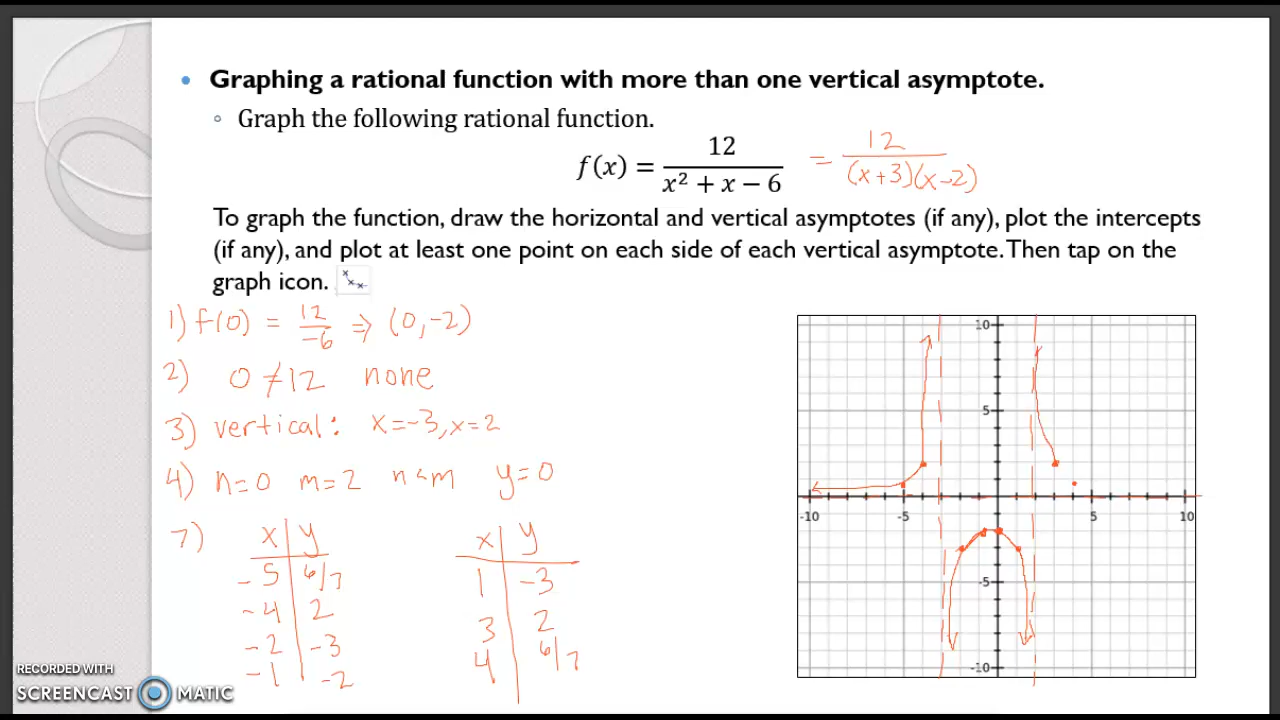 • Graphing a rational function with more than one vertical asymptote.
◦ Graph the following rational function.
f(x) = 12 / (x² + x − 6) = 12 / (x+3)(x−2)
To graph the function, draw the horizontal and vertical asymptotes (if any), plot the intercepts
(if any), and plot at least one point on each side of each vertical asymptote. Then tap on the
graph icon.
1) f(0) = 12/−6 ⇒ (0, −2)
2) 0 ≠ 12 none
3) vertical: x = −3, x = 2
4) n = 0 m = 2 n < m y = 0
7) x | y x | y
−5 | 6/7 1 | −3
−4 | 2 3 | 2
−2 | −3 4 | 6/7
−1 | −2
10
5
-10 -5 5 10
-5
-10
RECORDED WITH
SCREENCAST MATIC